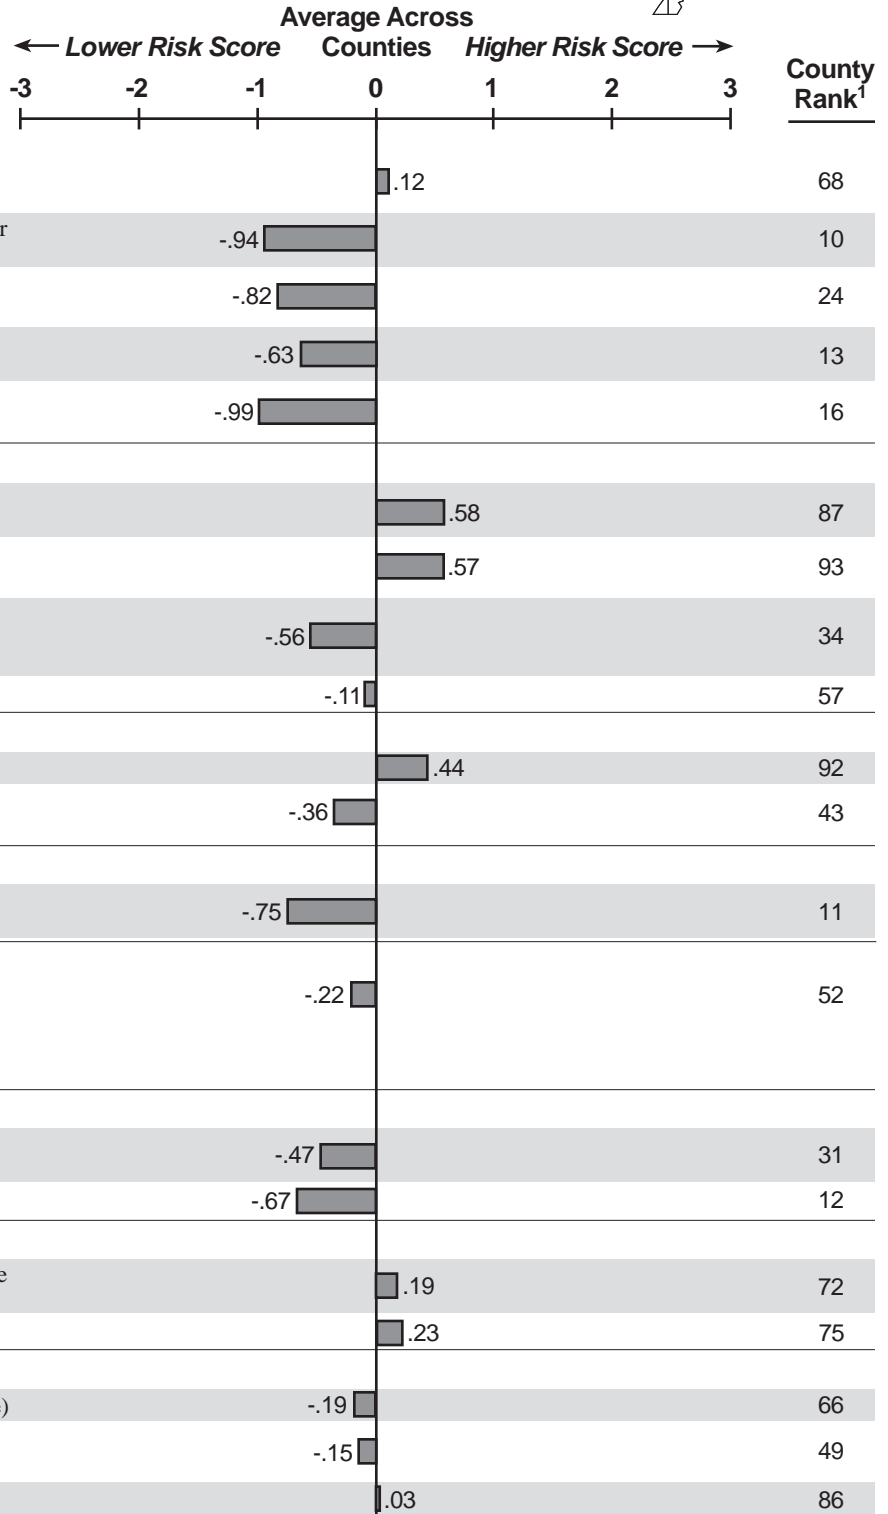 Average Across
← Lower Risk Score Counties Higher Risk Score →
-3 -2 -1 0 1 2 3
County
Rank1
.12 68
r
-.94 10
-.82 24
-.63 13
-.99 16
.58 87
.57 93
-.56 34
-.11 57
.44 92
-.36 43
-.75 11
-.22 52
-.47 31
-.67 12
e
.19 72
.23 75
) -.19 66
-.15 49
.03 86